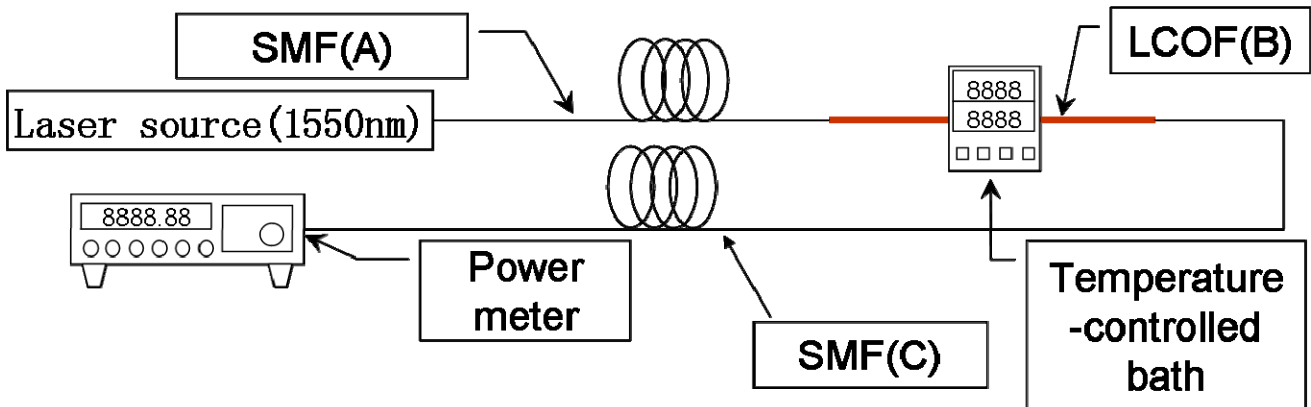 SMF(A)
LCOF(B)
Laser source(1550nm)
8888
8888
8888.88
Power
meter
SMF(C)
Temperature
-controlled
bath